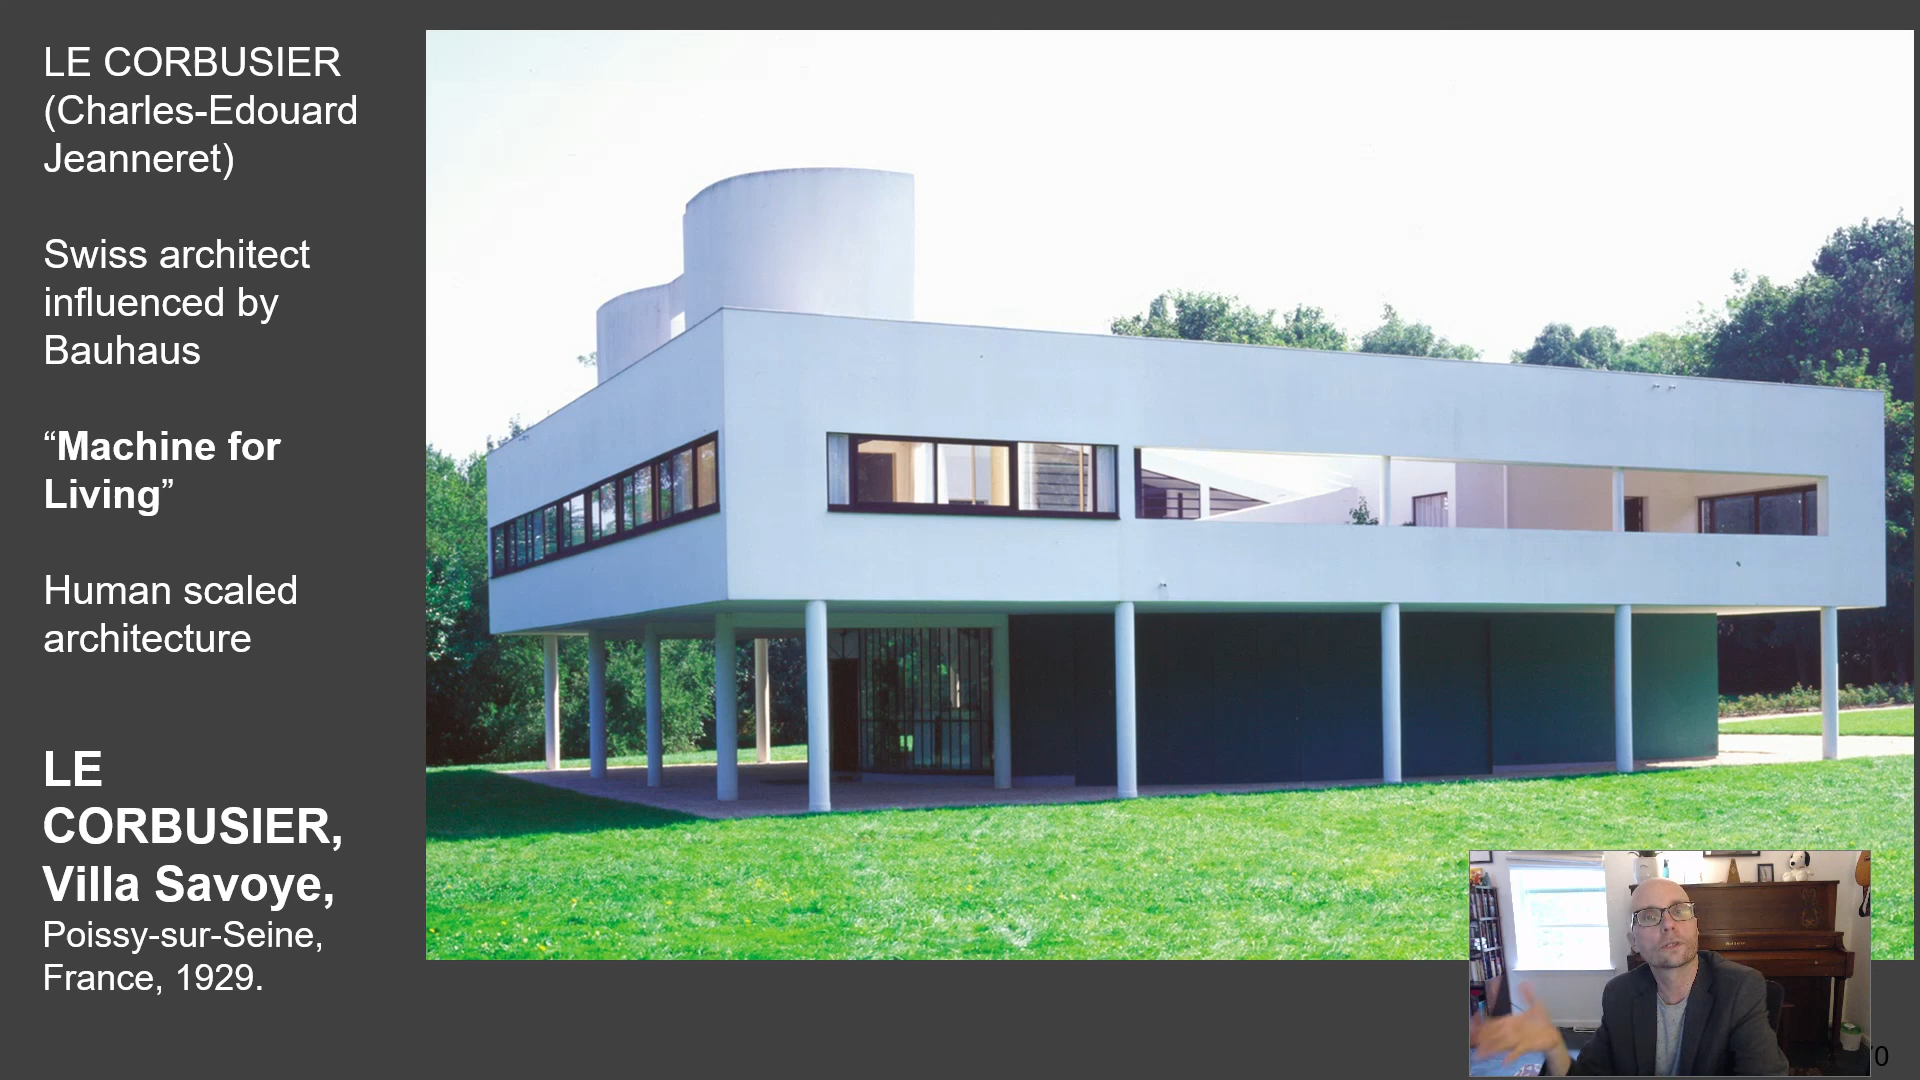 LE CORBUSIER
(Charles-Edouard
Jeanneret)
Swiss architect
influenced by
Bauhaus
“Machine for
Living”
Human scaled
architecture
LE
CORBUSIER,
Villa Savoye,
Poissy-sur-Seine,
France, 1929.